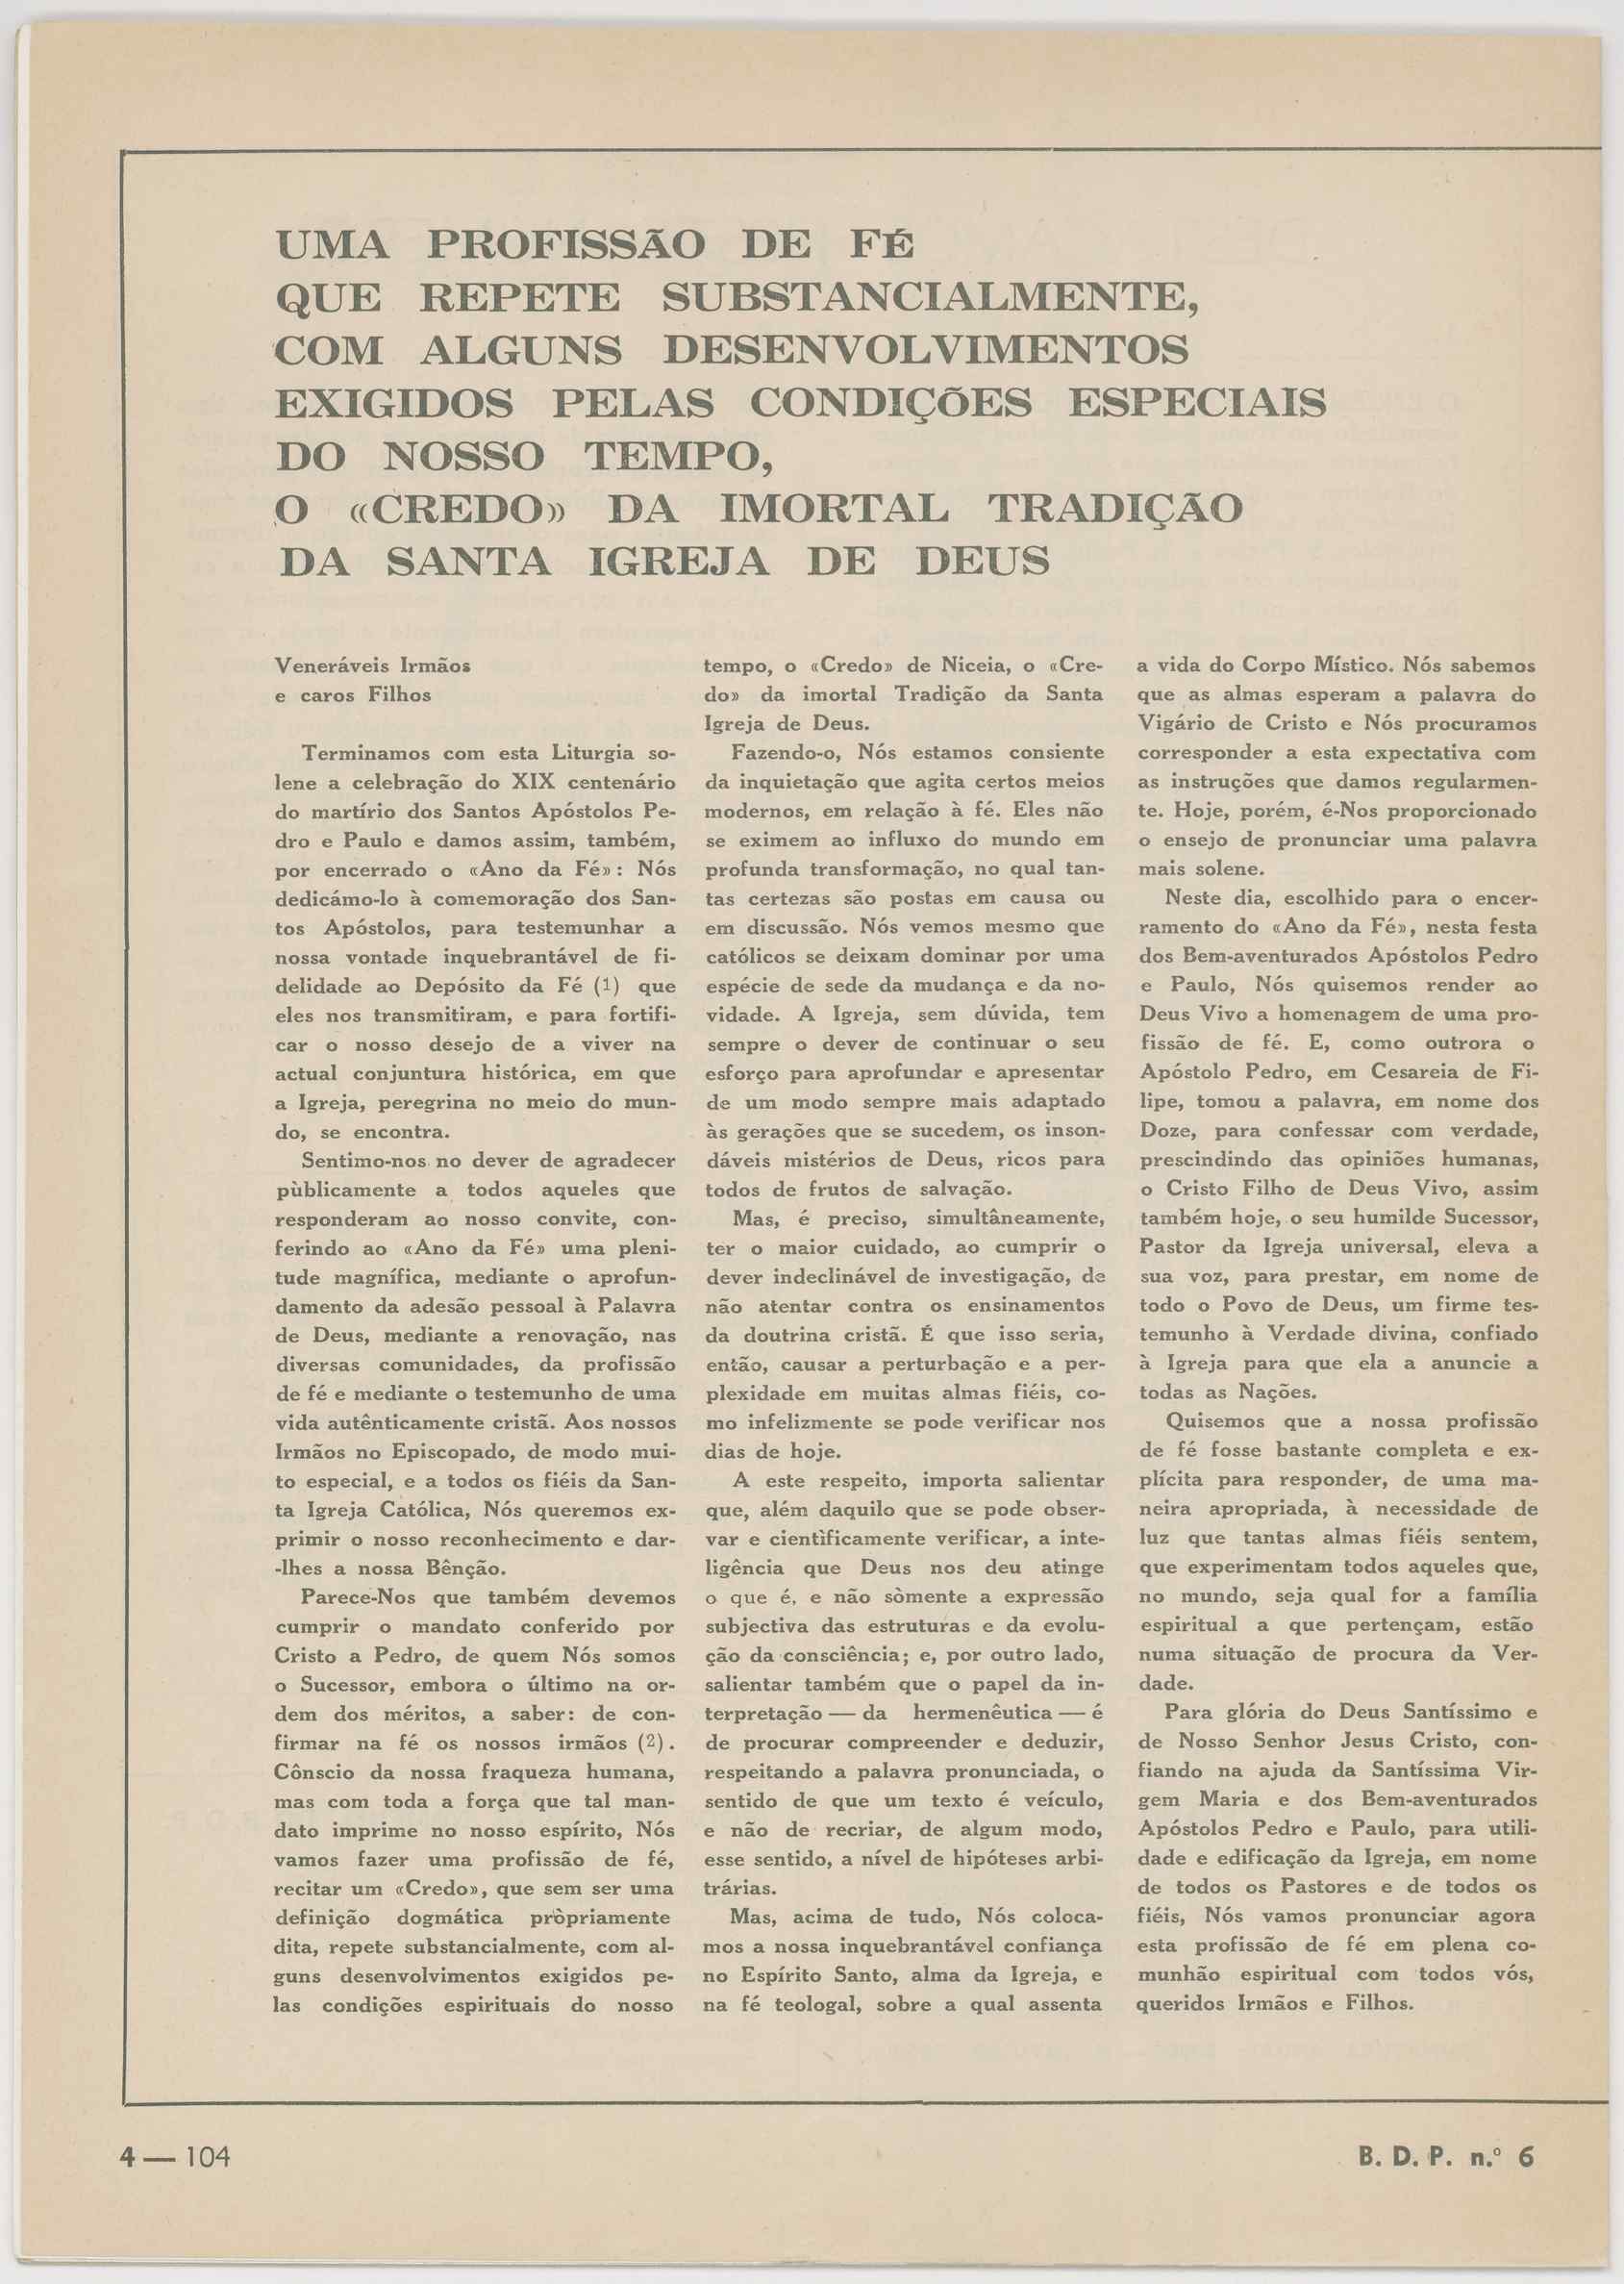 UMA PROFISSÃO DE FÉ
QUE REPETE SUBSTANCIALMENTE,
COM ALGUNS DESENVOLVIMENTOS
EXIGIDOS PELAS CONDIÇÕES ESPECIAIS
DO NOSSO TEMPO,
O «CREDO» DA IMORTAL TRADIÇÃO
DA SANTA IGREJA DE DEUS
Veneráveis Irmãos
e caros Filhos
Terminamos com esta Liturgia so-
lene a celebração do XIX centenário
do martírio dos Santos Apóstolos Pe-
dro e Paulo e damos assim, também,
por encerrado o «Ano da Fé»: Nós
dedicámo-lo à comemoração dos San-
tos Apóstolos, para testemunhar a
nossa vontade inquebrantável de fi-
delidade ao Depósito da Fé (1) que
eles nos transmitiram, e para fortifi-
car o nosso desejo de a viver na
actual conjuntura histórica, em que
a Igreja, peregrina no meio do mun-
do, se encontra.
Sentimo-nos no dever de agradecer
pùblicamente a todos aqueles que
responderam ao nosso convite, con-
ferindo ao «Ano da Fé» uma pleni-
tude magnífica, mediante o aprofun-
damento da adesão pessoal à Palavra
de Deus, mediante a renovação, nas
diversas comunidades, da profissão
de fé e mediante o testemunho de uma
vida autênticamente cristã. Aos nossos
Irmãos no Episcopado, de modo mui-
to especial, e a todos os fiéis da San-
ta Igreja Católica, Nós queremos ex-
primir o nosso reconhecimento e dar-
-lhes a nossa Bênção.
Parece-Nos que também devemos
cumprir o mandato conferido por
Cristo a Pedro, de quem Nós somos
o Sucessor, embora o último na or-
dem dos méritos, a saber: de con-
firmar na fé os nossos irmãos (2).
Cônscio da nossa fraqueza humana,
mas com toda a força que tal man-
dato imprime no nosso espírito, Nós
vamos fazer uma profissão de fé,
recitar um «Credo», que sem ser uma
definição dogmática pròpriamente
dita, repete substancialmente, com al-
guns desenvolvimentos exigidos pe-
las condições espirituais do nosso
tempo, o «Credo» de Niceia, o «Cre-
do» da imortal Tradição da Santa
Igreja de Deus.
Fazendo-o, Nós estamos consiente
da inquietação que agita certos meios
modernos, em relação à fé. Eles não
se eximem ao influxo do mundo em
profunda transformação, no qual tan-
tas certezas são postas em causa ou
em discussão. Nós vemos mesmo que
católicos se deixam dominar por uma
espécie de sede da mudança e da no-
vidade. A Igreja, sem dúvida, tem
sempre o dever de continuar o seu
esforço para aprofundar e apresentar
de um modo sempre mais adaptado
às gerações que se sucedem, os inson-
dáveis mistérios de Deus, ricos para
todos de frutos de salvação.
Mas, é preciso, simultâneamente,
ter o maior cuidado, ao cumprir o
dever indeclinável de investigação, de
não atentar contra os ensinamentos
da doutrina cristã. É que isso seria,
então, causar a perturbação e a per-
plexidade em muitas almas fiéis, co-
mo infelizmente se pode verificar nos
dias de hoje.
A este respeito, importa salientar
que, além daquilo que se pode obser-
var e cientìficamente verificar, a inte-
ligência que Deus nos deu atinge
o que é, e não sòmente a expressão
subjectiva das estruturas e da evolu-
ção da consciência; e, por outro lado,
salientar também que o papel da in-
terpretação — da hermenêutica — é
de procurar compreender e deduzir,
respeitando a palavra pronunciada, o
sentido de que um texto é veículo,
e não de recriar, de algum modo,
esse sentido, a nível de hipóteses arbi-
trárias.
Mas, acima de tudo, Nós coloca-
mos a nossa inquebrantável confiança
no Espírito Santo, alma da Igreja, e
na fé teologal, sobre a qual assenta
a vida do Corpo Místico. Nós sabemos
que as almas esperam a palavra do
Vigário de Cristo e Nós procuramos
corresponder a esta expectativa com
as instruções que damos regularmen-
te. Hoje, porém, é-Nos proporcionado
o ensejo de pronunciar uma palavra
mais solene.
Neste dia, escolhido para o encer-
ramento do «Ano da Fé», nesta festa
dos Bem-aventurados Apóstolos Pedro
e Paulo, Nós quisemos render ao
Deus Vivo a homenagem de uma pro-
fissão de fé. E, como outrora o
Apóstolo Pedro, em Cesareia de Fi-
lipe, tomou a palavra, em nome dos
Doze, para confessar com verdade,
prescindindo das opiniões humanas,
o Cristo Filho de Deus Vivo, assim
também hoje, o seu humilde Sucessor,
Pastor da Igreja universal, eleva a
sua voz, para prestar, em nome de
todo o Povo de Deus, um firme tes-
temunho à Verdade divina, confiado
à Igreja para que ela a anuncie a
todas as Nações.
Quisemos que a nossa profissão
de fé fosse bastante completa e ex-
plícita para responder, de uma ma-
neira apropriada, à necessidade de
luz que tantas almas fiéis sentem,
que experimentam todos aqueles que,
no mundo, seja qual for a família
espiritual a que pertençam, estão
numa situação de procura da Ver-
dade.
Para glória do Deus Santíssimo e
de Nosso Senhor Jesus Cristo, con-
fiando na ajuda da Santíssima Vir-
gem Maria e dos Bem-aventurados
Apóstolos Pedro e Paulo, para utili-
dade e edificação da Igreja, em nome
de todos os Pastores e de todos os
fiéis, Nós vamos pronunciar agora
esta profissão de fé em plena co-
munhão espiritual com todos vós,
queridos Irmãos e Filhos.
4 — 104
B. D. P. n.º 6